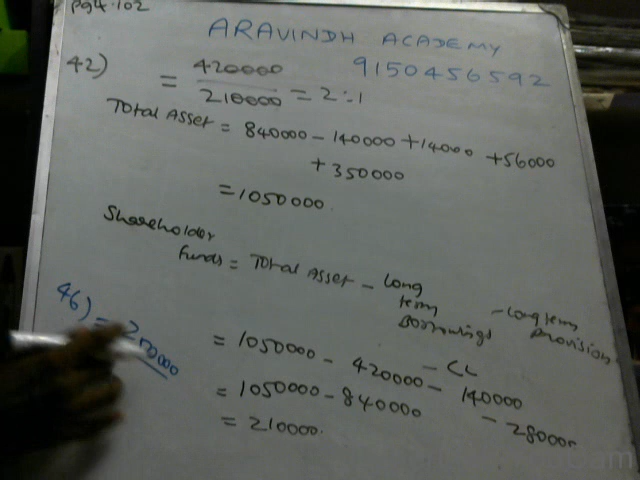 Pg4.102
ARAVINDH ACADEMY
9150456592
42)
= 420000
210000 = 2:1
Total Asset = 840000 - 140000 + 14000 + 56000
+ 350000
= 1050000.
Shareholder
funds = Total Asset - long term Borrowings - long term provision
- CL
46) =
= 1050000 - 420000 - 140000
- 280000
= 1050000 - 840000
= 210000.